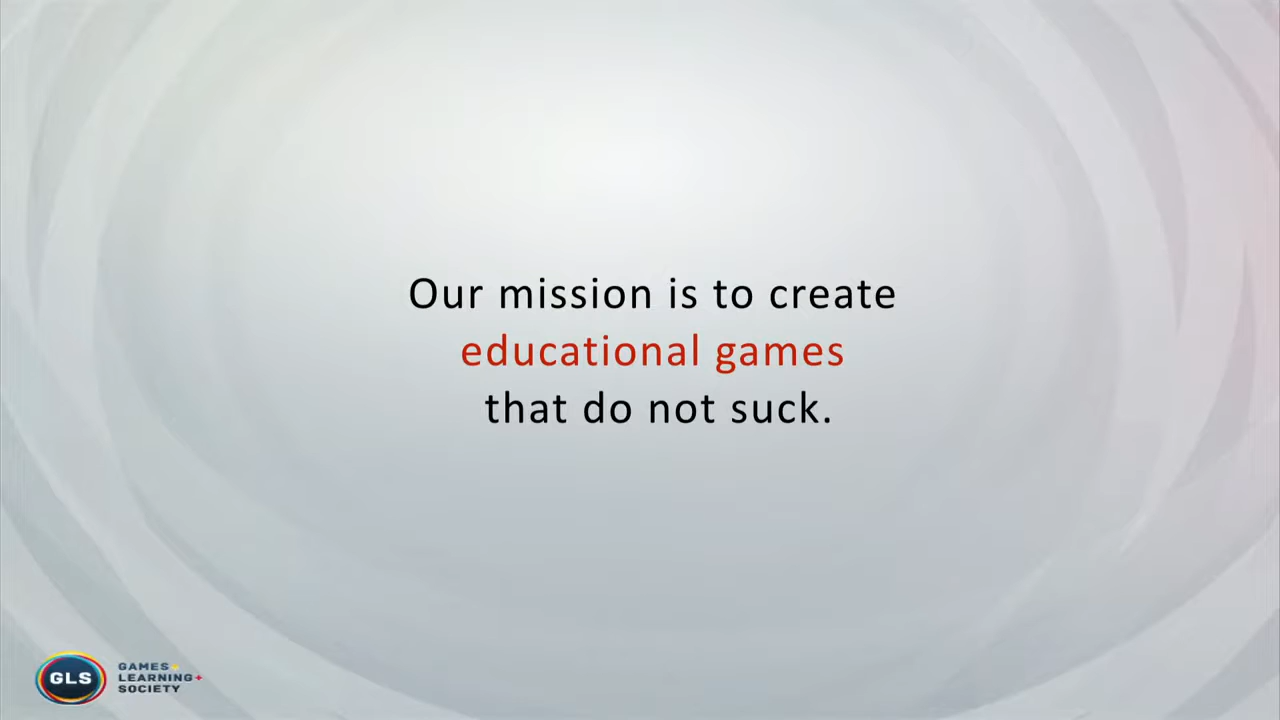 Our mission is to create
educational games
that do not suck.
GLS
GAMES+
LEARNING+
SOCIETY